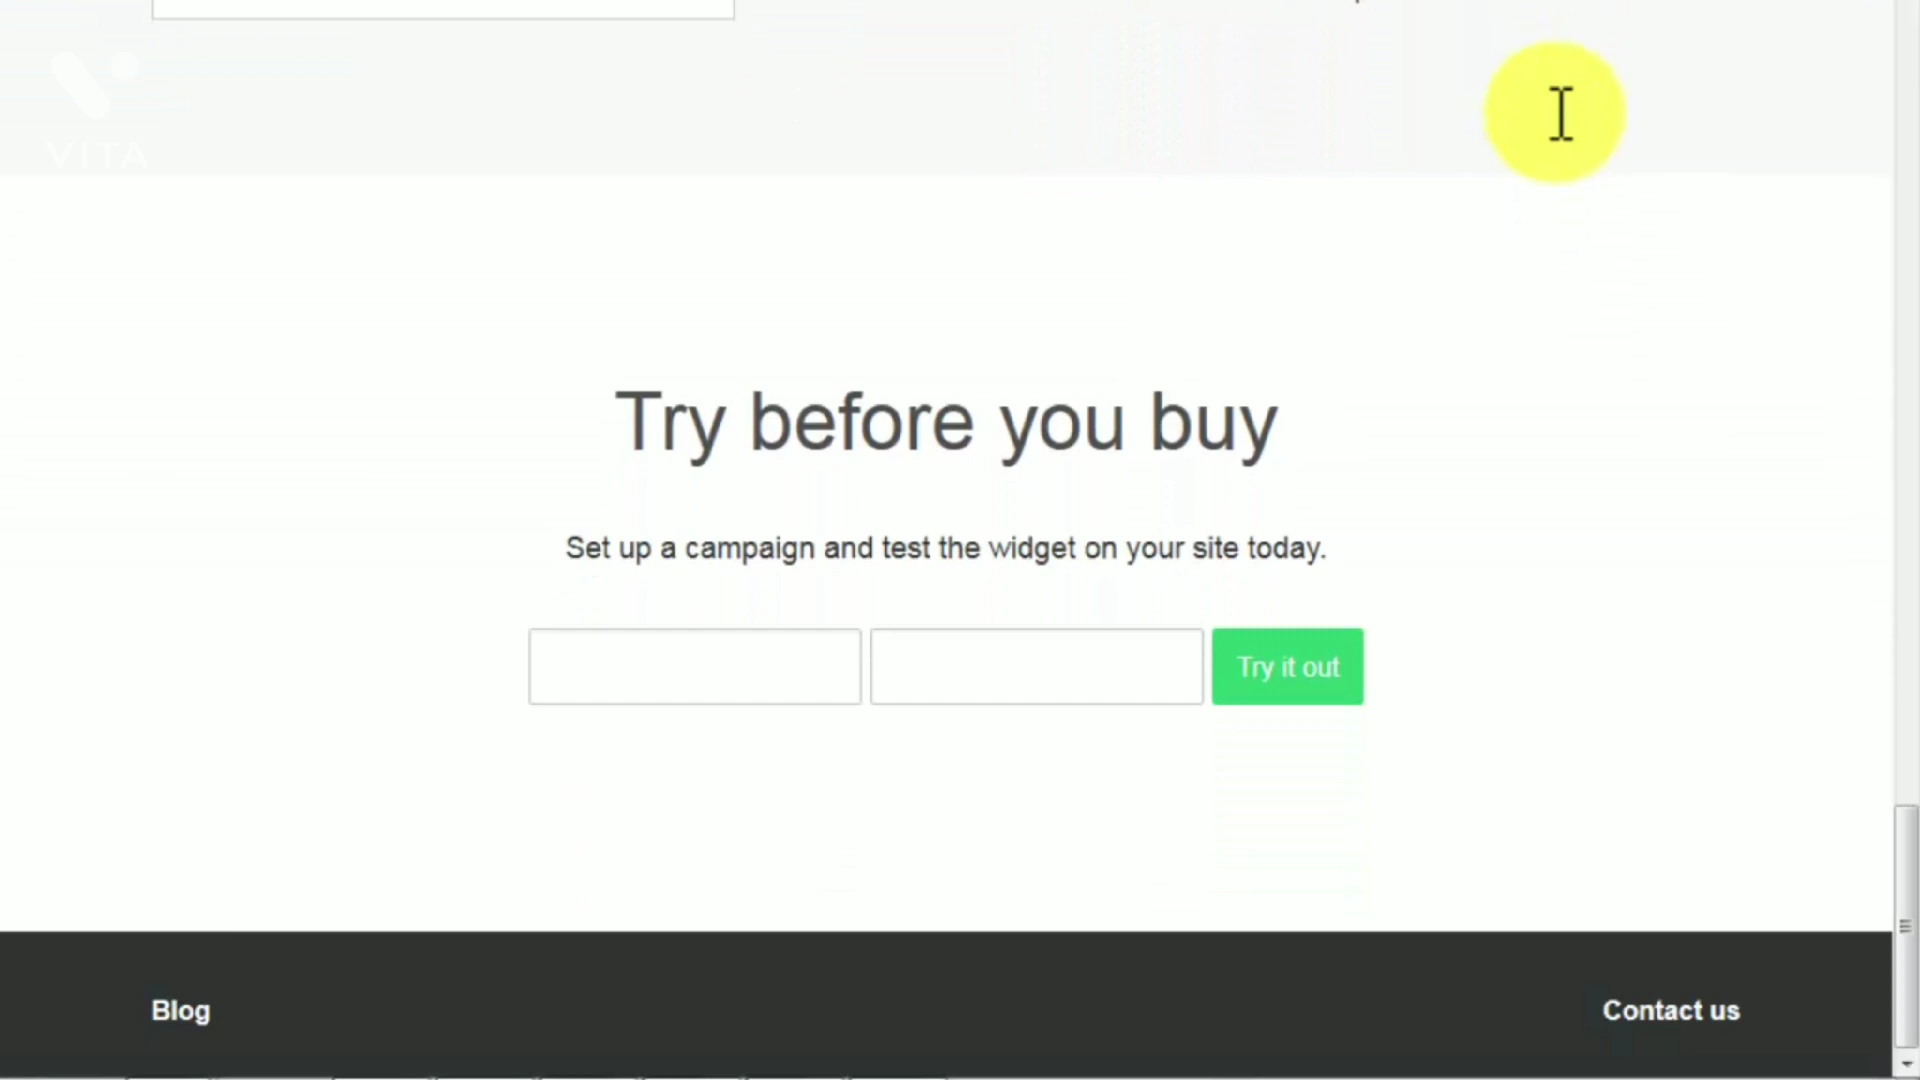 VITA
Try before you buy
Set up a campaign and test the widget on your site today.
Try it out
Blog
Contact us